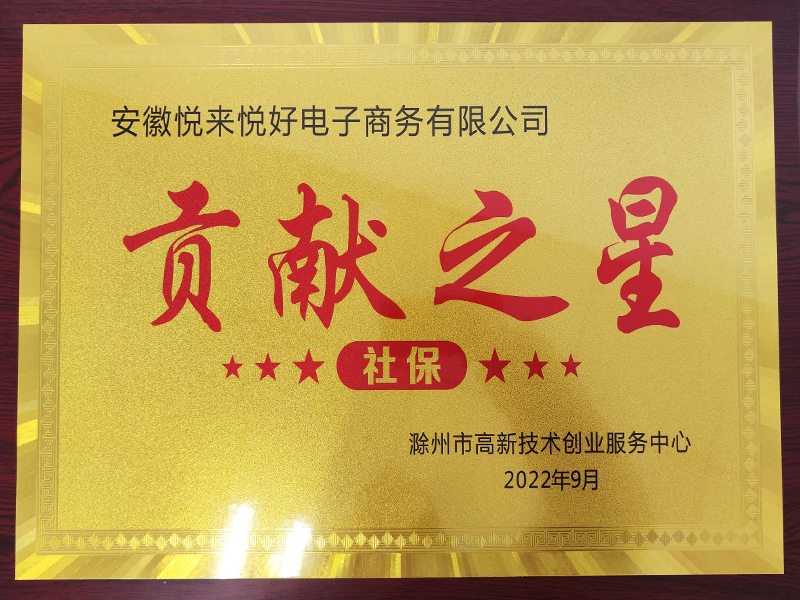 安徽悦来悦好电子商务有限公司
贡献之星
★★★社保★★★
滁州市高新技术创业服务中心
2022年9月